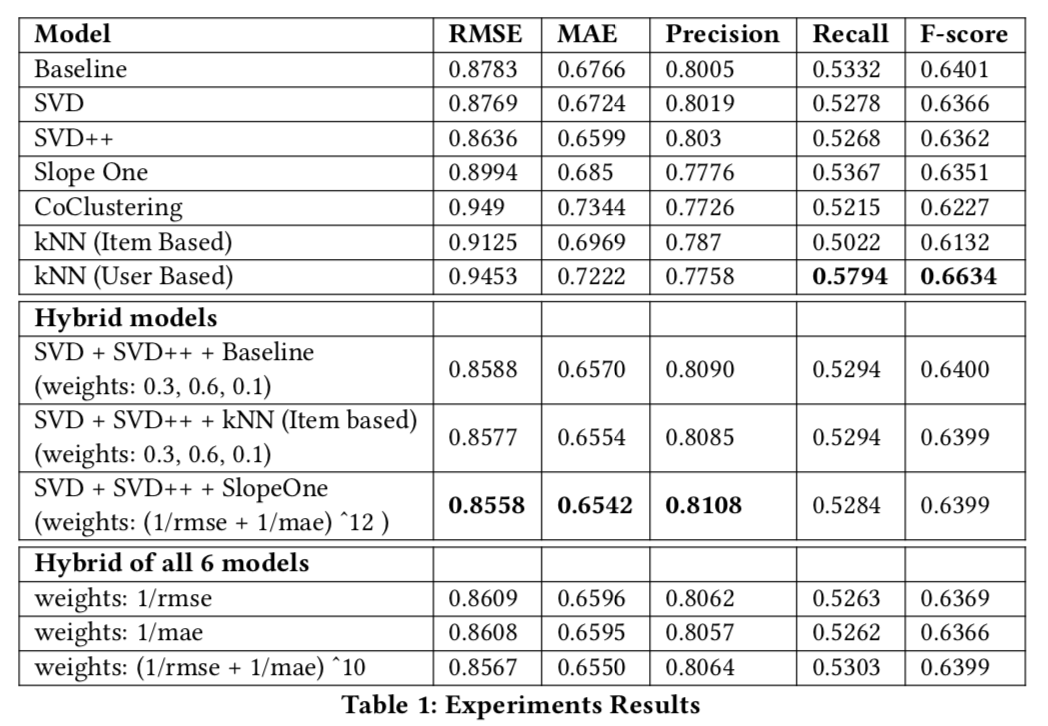 Model RMSE MAE Precision Recall F-score
Baseline 0.8783 0.6766 0.8005 0.5332 0.6401
SVD 0.8769 0.6724 0.8019 0.5278 0.6366
SVD++ 0.8636 0.6599 0.803 0.5268 0.6362
Slope One 0.8994 0.685 0.7776 0.5367 0.6351
CoClustering 0.949 0.7344 0.7726 0.5215 0.6227
kNN (Item Based) 0.9125 0.6969 0.787 0.5022 0.6132
kNN (User Based) 0.9453 0.7222 0.7758 0.5794 0.6634
Hybrid models
SVD + SVD++ + Baseline
(weights: 0.3, 0.6, 0.1) 0.8588 0.6570 0.8090 0.5294 0.6400
SVD + SVD++ + kNN (Item based)
(weights: 0.3, 0.6, 0.1) 0.8577 0.6554 0.8085 0.5294 0.6399
SVD + SVD++ + SlopeOne
(weights: (1/rmse + 1/mae) ^12 ) 0.8558 0.6542 0.8108 0.5284 0.6399
Hybrid of all 6 models
weights: 1/rmse 0.8609 0.6596 0.8062 0.5263 0.6369
weights: 1/mae 0.8608 0.6595 0.8057 0.5262 0.6366
weights: (1/rmse + 1/mae) ^10 0.8567 0.6550 0.8064 0.5303 0.6399
Table 1: Experiments Results